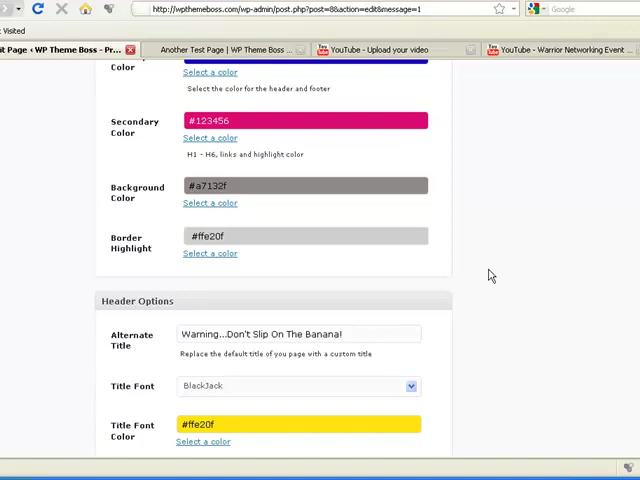 http://wpthemeboss.com/wp-admin/post.php?post=8&action=edit&message=1
Google
Visited
it Page ‹ WP Theme Boss - Pr...
Another Test Page | WP Theme Boss ...
YouTube - Upload your video
YouTube - Warrior Networking Event ...
Color
Select a color
Select the color for the header and footer
Secondary
Color
#123456
Select a color
H1 - H6, links and highlight color
Background
Color
#a7132f
Select a color
Border
Highlight
#ffe20f
Select a color
Header Options
Alternate
Title
Warning...Don't Slip On The Banana!
Replace the default title of you page with a custom title
Title Font
BlackJack
Title Font
Color
#ffe20f
Select a color